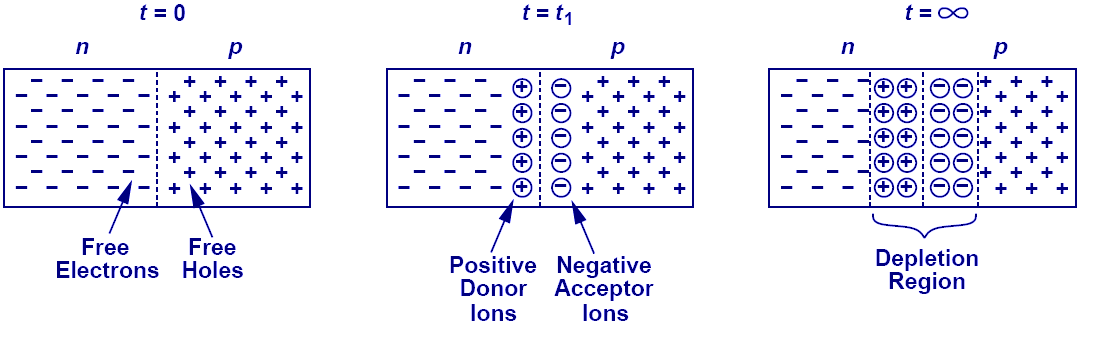 t = 0
t = t1
t = ∞
n p
n p
n p
Free
Electrons
Free
Holes
Positive
Donor
Ions
Negative
Acceptor
Ions
Depletion
Region